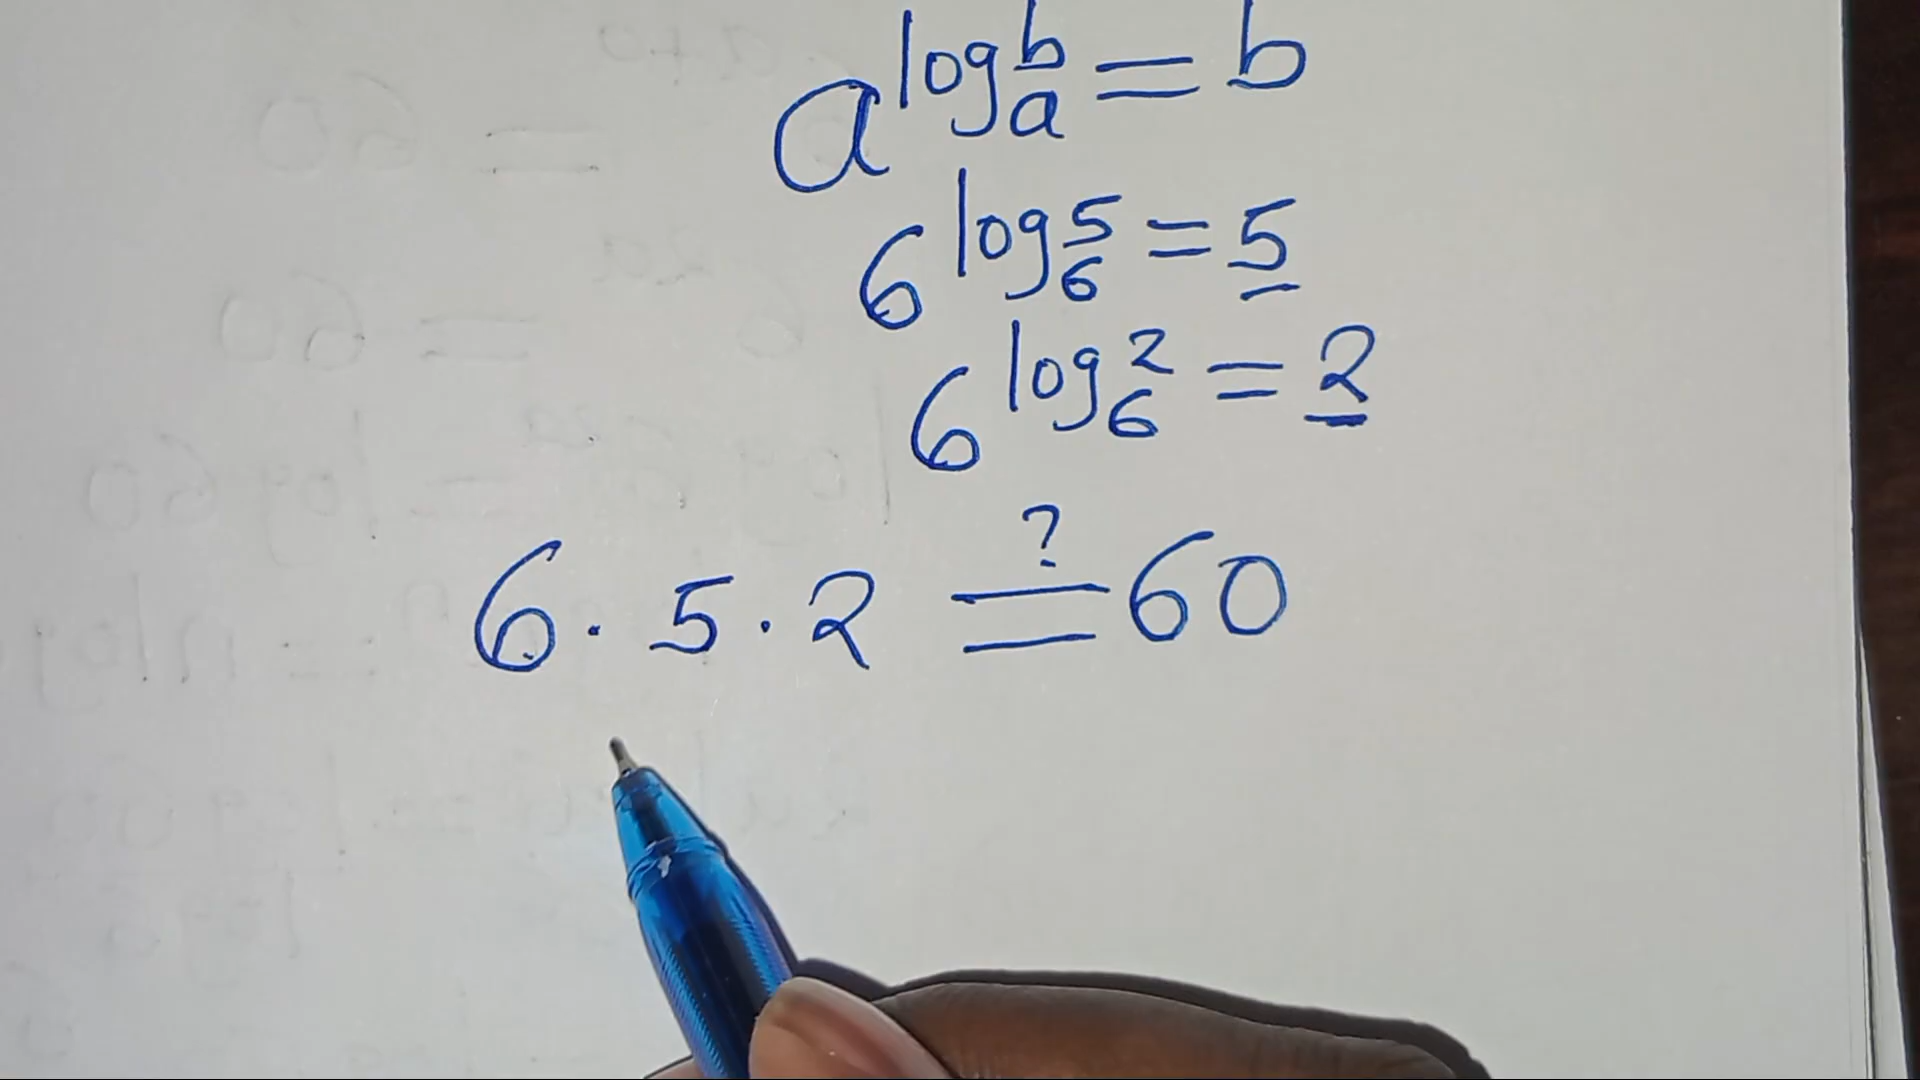 a^log_a b = b
6^log_6 5 = 5
6^log_6 2 = 2
6 . 5 . 2 =? 60